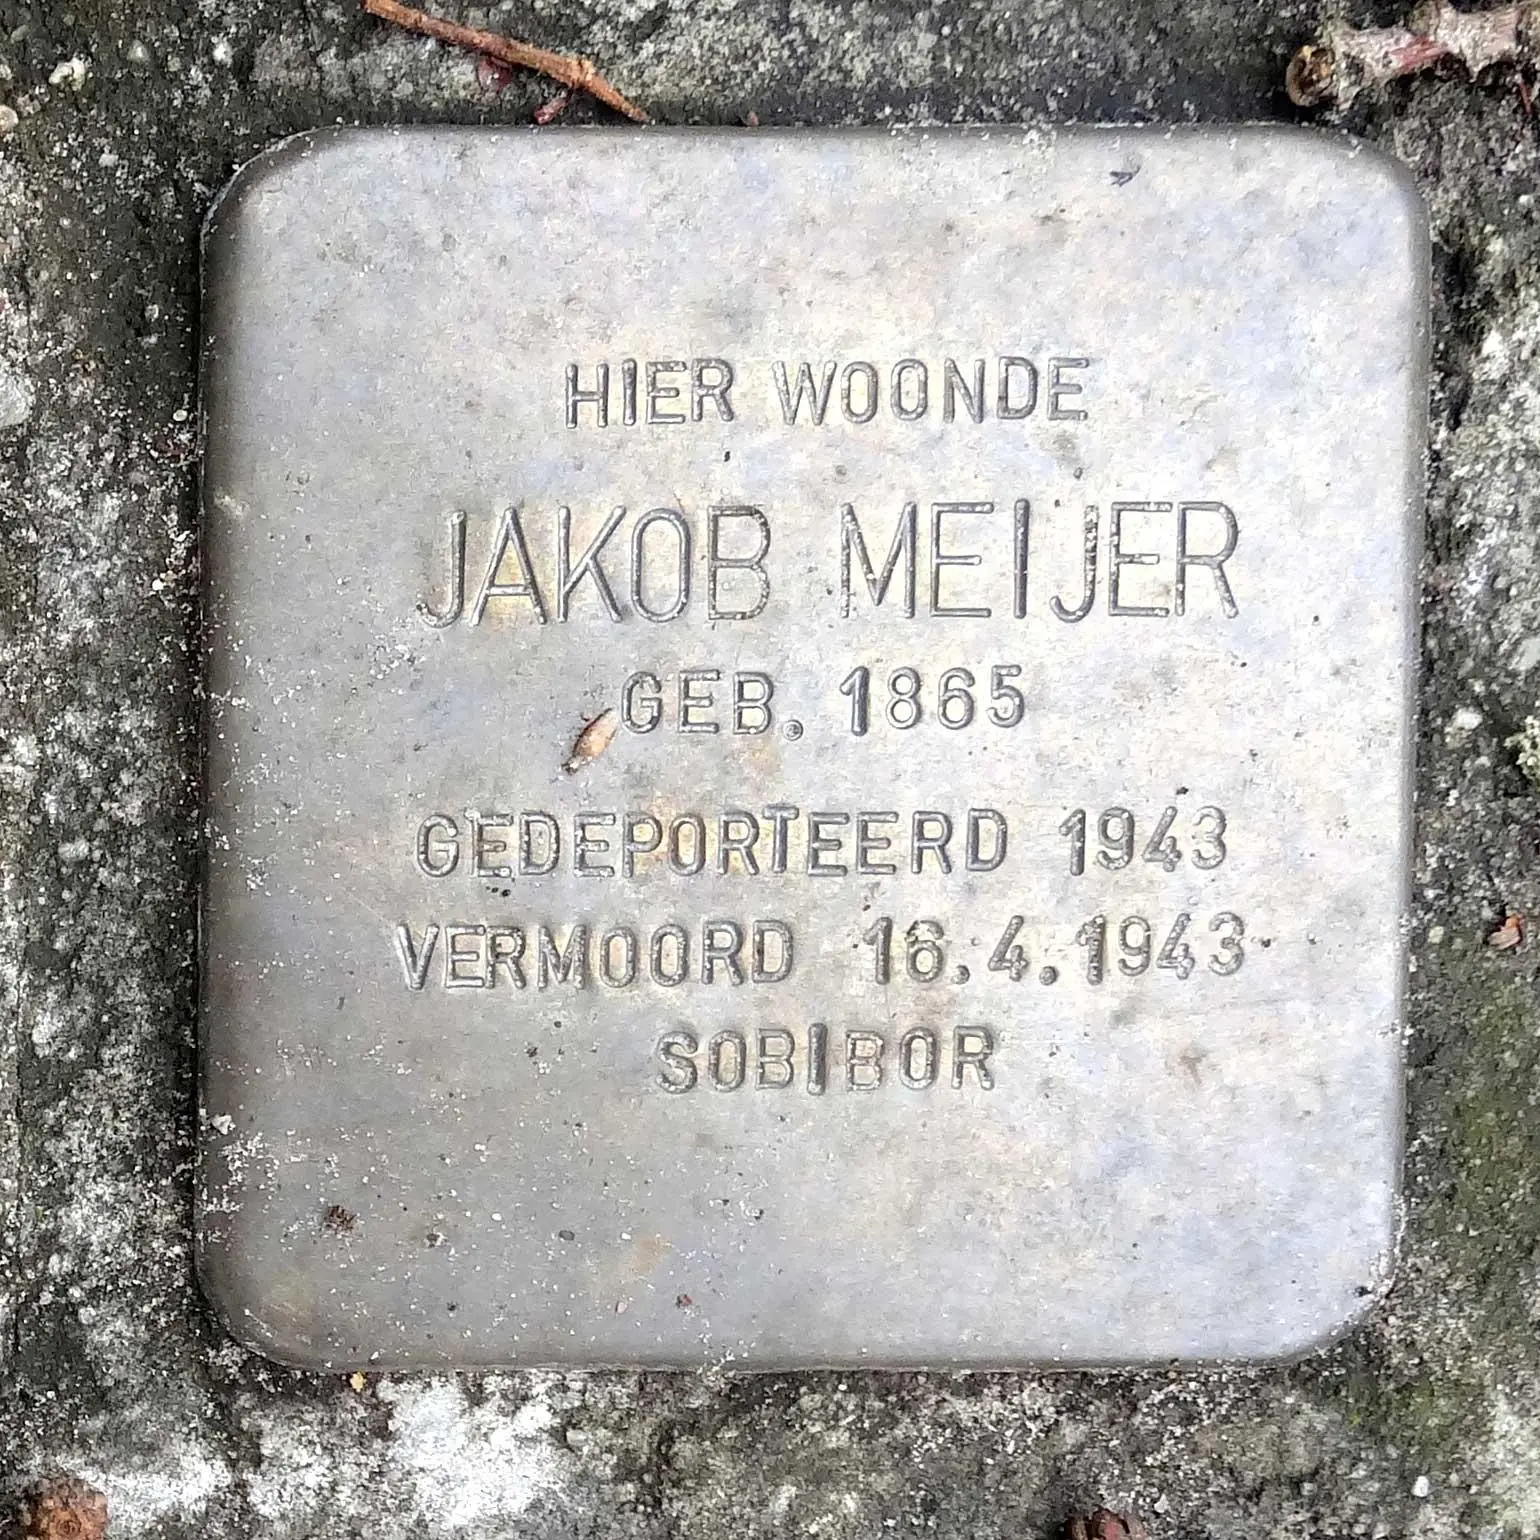 HIER WOONDE
JAKOB MEIJER
GEB. 1865
GEDEPORTEERD 1943
VERMOORD 16.4.1943
SOBIBOR